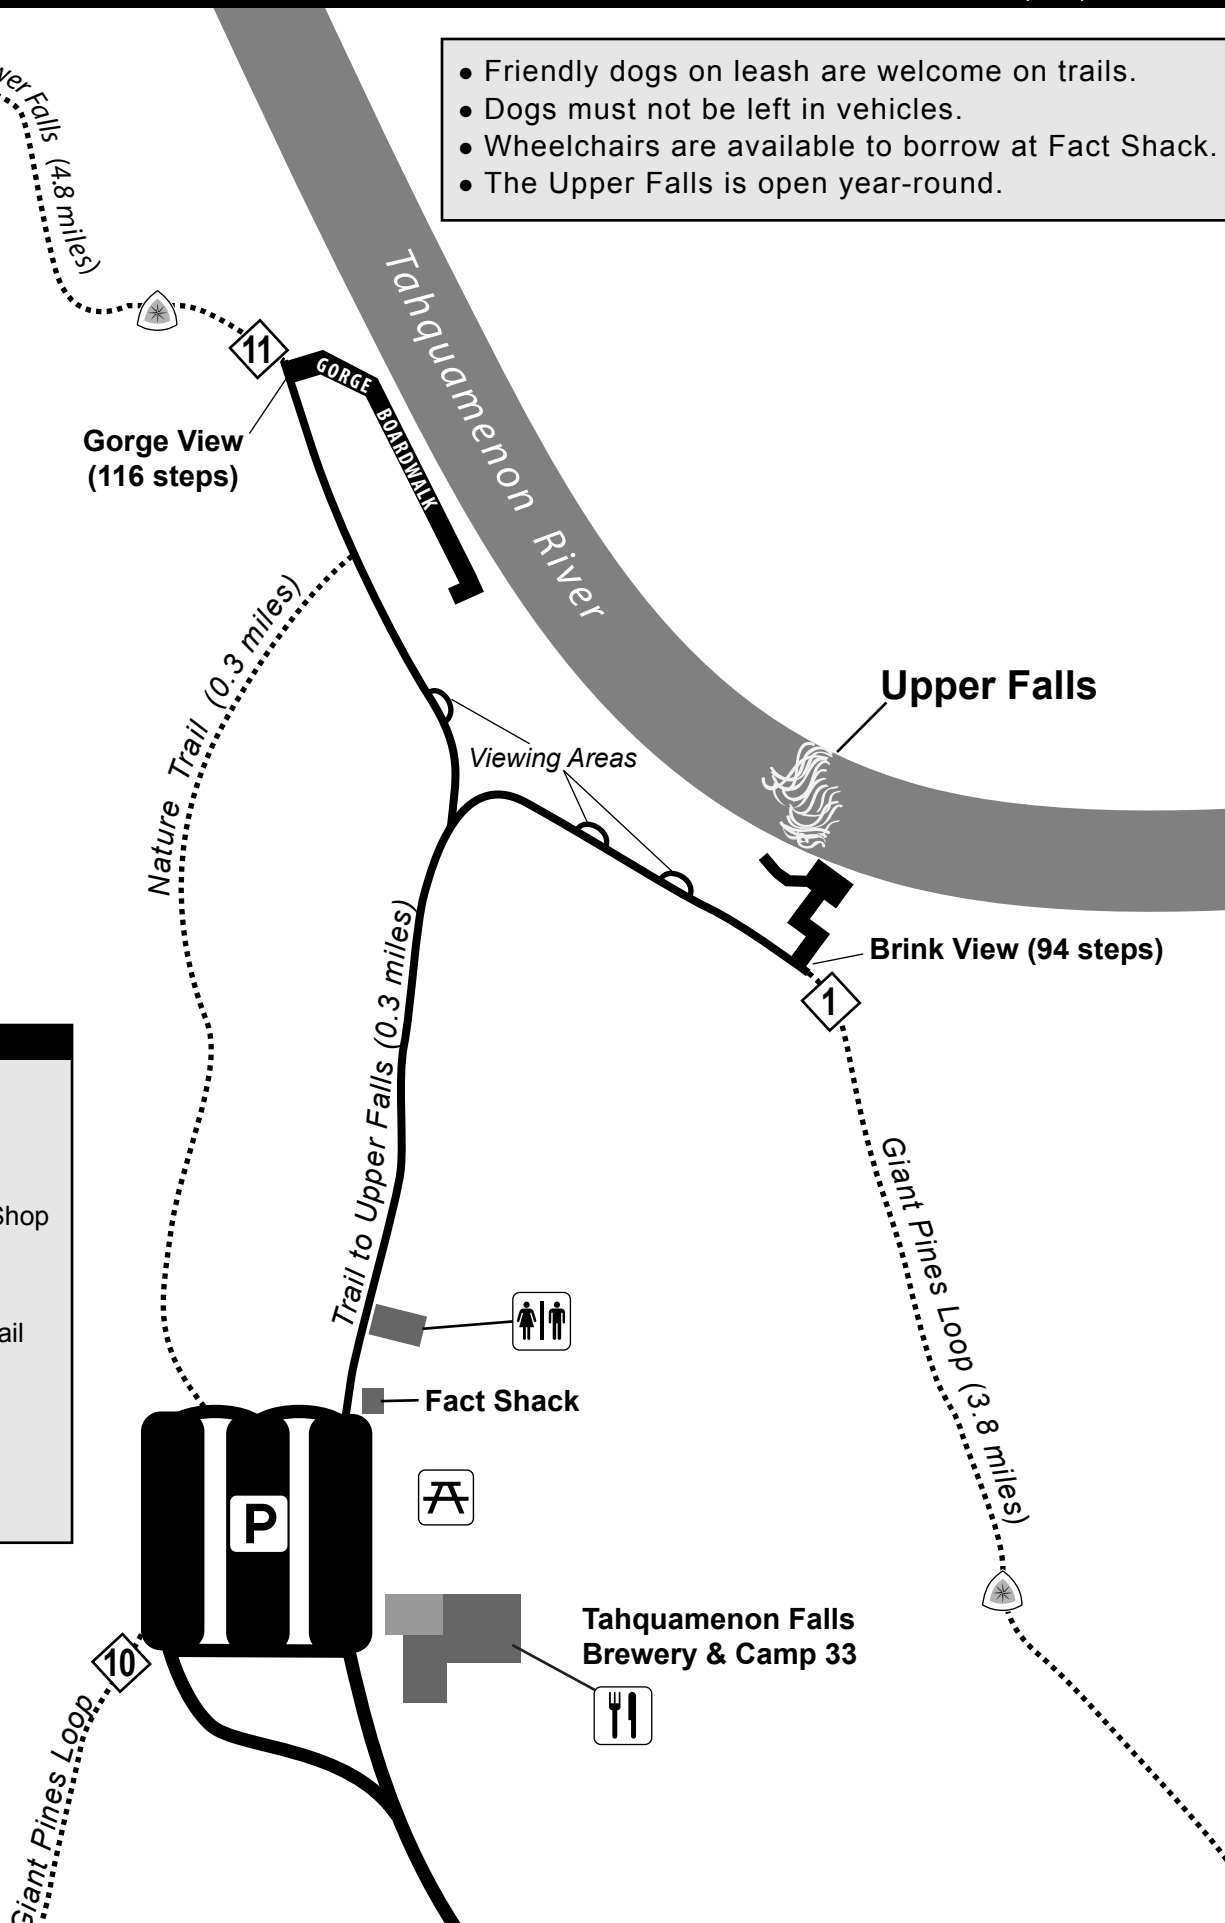 ● Friendly dogs on leash are welcome on trails.
● Dogs must not be left in vehicles.
● Wheelchairs are available to borrow at Fact Shack.
● The Upper Falls is open year-round.
Falls (4.8 miles)
11
GORGE
BOARDWALK
Tahquamenon River
Gorge View
(116 steps)
Nature Trail (0.3 miles)
Upper Falls
Viewing Areas
Brink View (94 steps)
1
Trail to Upper Falls (0.3 miles)
Giant Pines Loop (3.8 miles)
Shop
Fact Shack
P
Tahquamenon Falls
Brewery & Camp 33
10
Giant Pines Loop